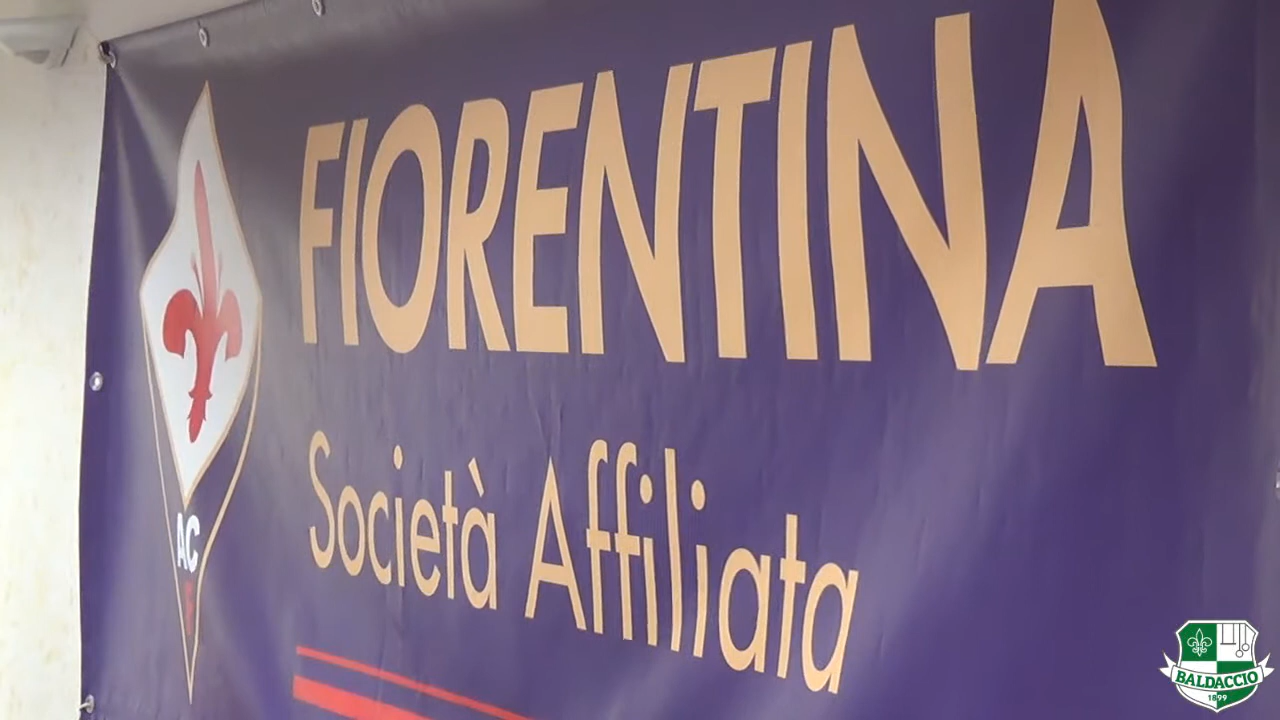 FIORENTINA
Società Affiliata
AC
F
BALDACCIO
1899